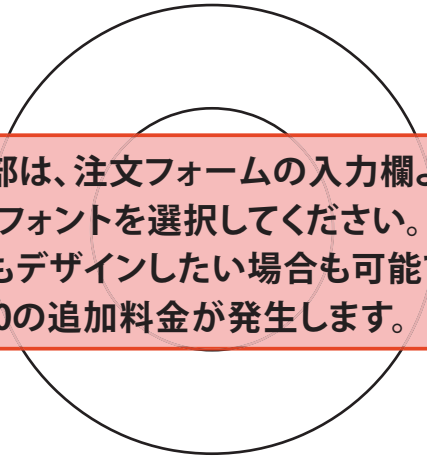 部は、注文フォームの入力欄よ
フォントを選択してください。
もデザインしたい場合も可能で
0の追加料金が発生します。